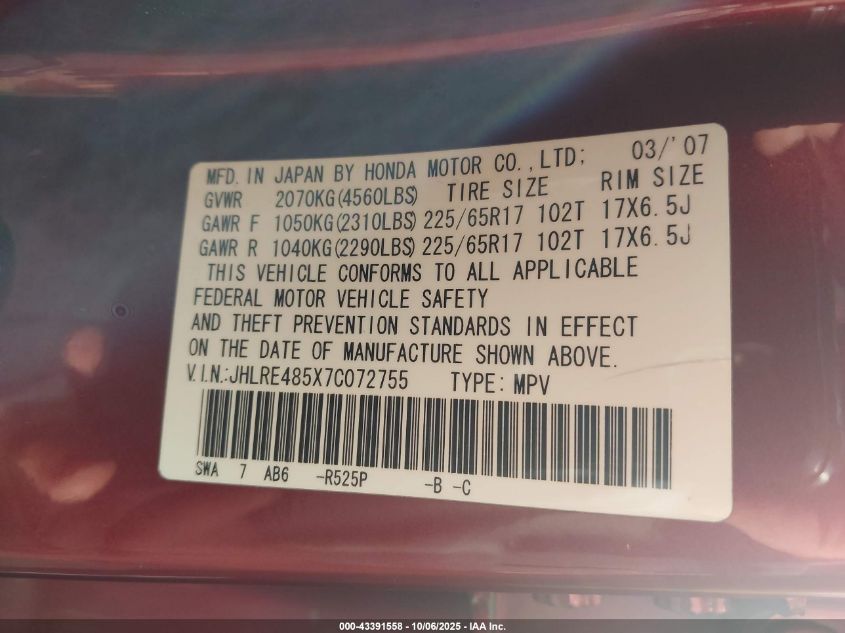 MFD. IN JAPAN BY HONDA MOTOR CO.,LTD; 03/'07
GVWR 2070KG(4560LBS) TIRE SIZE RIM SIZE
GAWR F 1050KG(2310LBS) 225/65R17 102T 17X6.5J
GAWR R 1040KG(2290LBS) 225/65R17 102T 17X6.5J
THIS VEHICLE CONFORMS TO ALL APPLICABLE
FEDERAL MOTOR VEHICLE SAFETY
AND THEFT PREVENTION STANDARDS IN EFFECT
ON THE DATE OF MANUFACTURE SHOWN ABOVE.
V.I.N.:JHLRE485X7C072755 TYPE: MPV
SWA 7 AB6 -R525P -B -C
000-43391558 - 10/06/2025 - IAA Inc.